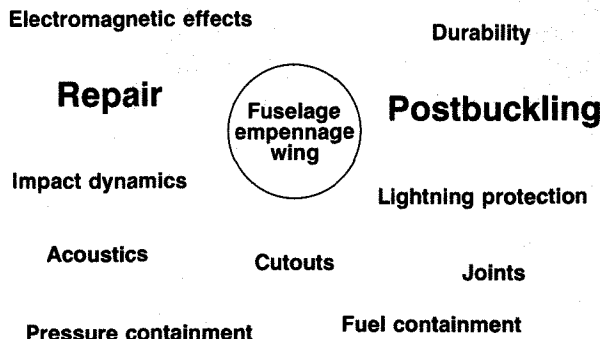 Electromagnetic effects
Durability
Repair
Fuselage
empennage
wing
Postbuckling
Impact dynamics
Lightning protection
Acoustics
Cutouts
Joints
Pressure containment
Fuel containment